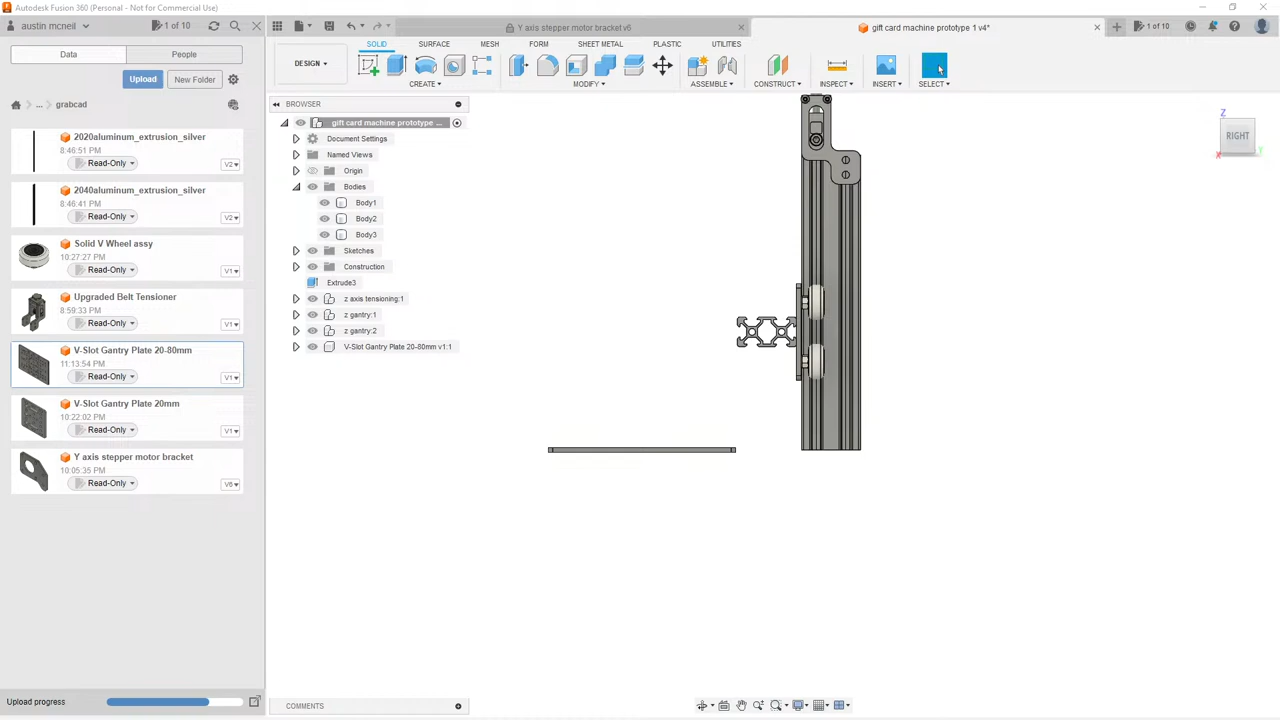 Autodesk Fusion 360 (Personal - Not for Commercial Use)
austin mcneil
1 of 10
Y axis stepper motor bracket v6
gift card machine prototype 1 v4*
1 of 10
Data
People
SOLID
SURFACE
MESH
FORM
SHEET METAL
PLASTIC
UTILITIES
DESIGN
Upload
New Folder
CREATE
MODIFY
ASSEMBLE
CONSTRUCT
INSPECT
INSERT
SELECT
...
grabcad
BROWSER
gift card machine prototype ...
Document Settings
Named Views
Origin
Bodies
Body1
Body2
Body3
Sketches
Construction
Extrude3
z axis tensioning:1
z gantry:1
z gantry:2
V-Slot Gantry Plate 20-80mm v1:1
2020aluminum_extrusion_silver
8:46:51 PM
Read-Only
V2
2040aluminum_extrusion_silver
8:46:41 PM
Read-Only
V2
Solid V Wheel assy
10:27:27 PM
Read-Only
V1
Upgraded Belt Tensioner
8:59:33 PM
Read-Only
V1
V-Slot Gantry Plate 20-80mm
11:13:54 PM
Read-Only
V1
V-Slot Gantry Plate 20mm
10:22:02 PM
Read-Only
V1
Y axis stepper motor bracket
10:05:35 PM
Read-Only
V6
Z
RIGHT
X
Y
Upload progress
COMMENTS